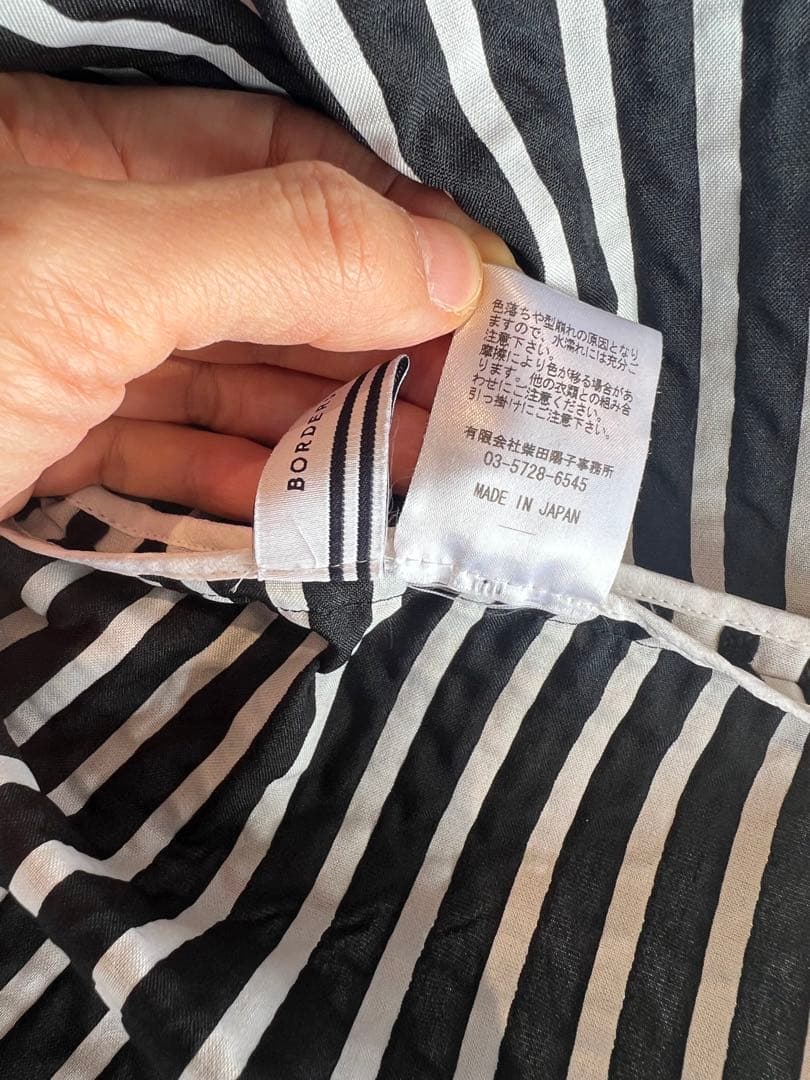 色落ちや型崩れの原因となり
ますので、水濡れには充分ご
注意下さい。
摩擦により色が移る場合があ
ります。他の衣類との組み合
わせにご注意ください。
引っ掛けにご注意下さい。
有限会社柴田陽子事務所
03-5728-6545
MADE IN JAPAN
BORDERS